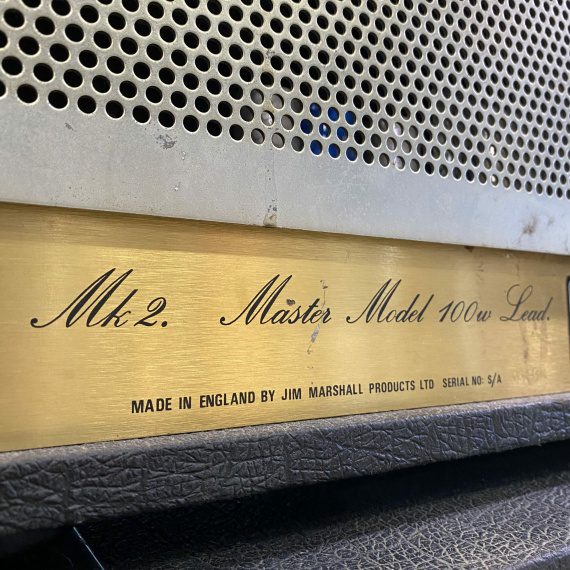 Mk 2. Master Model 100w Lead.
MADE IN ENGLAND BY JIM MARSHALL PRODUCTS LTD SERIAL NO: S/A